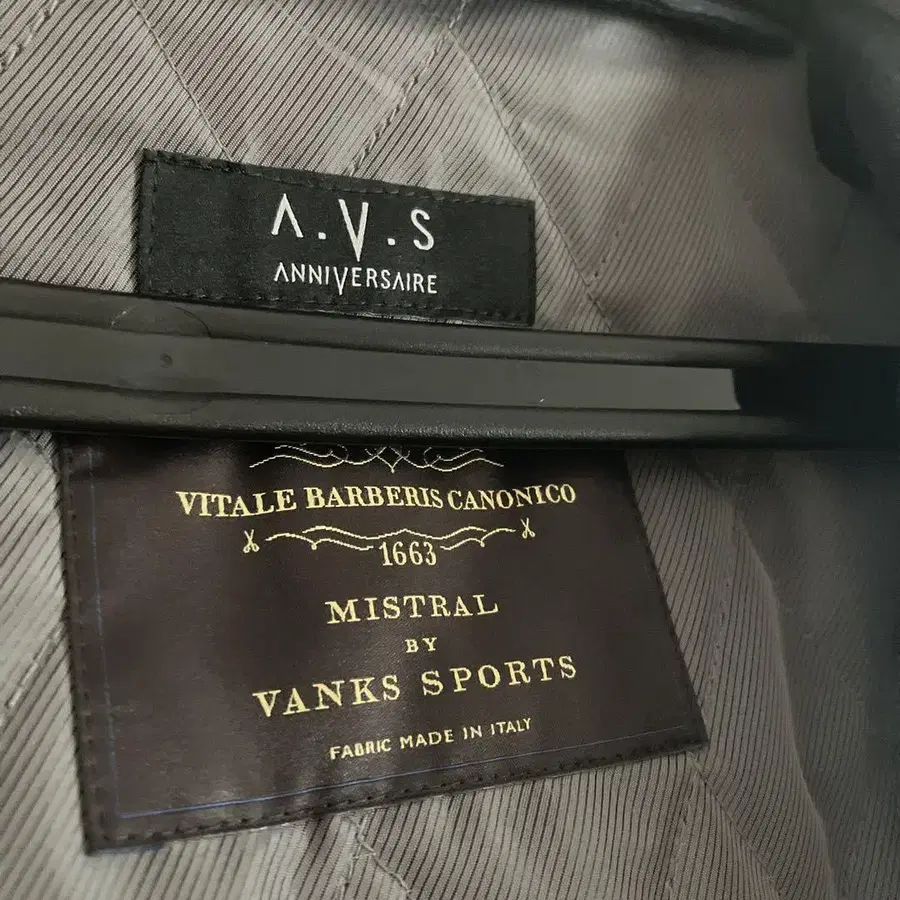 A.V.S
ANNIVERSAIRE
VITALE BARBERIS CANONICO
1663
MISTRAL
BY
VANKS SPORTS
FABRIC MADE IN ITALY